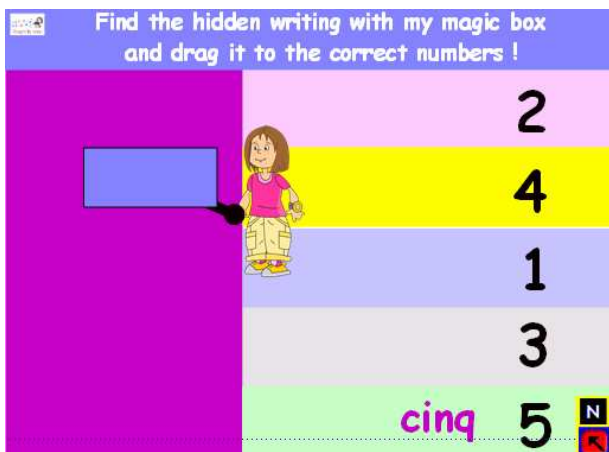 Find the hidden writing with my magic box
and drag it to the correct numbers !
2
4
1
3
cinq 5
N